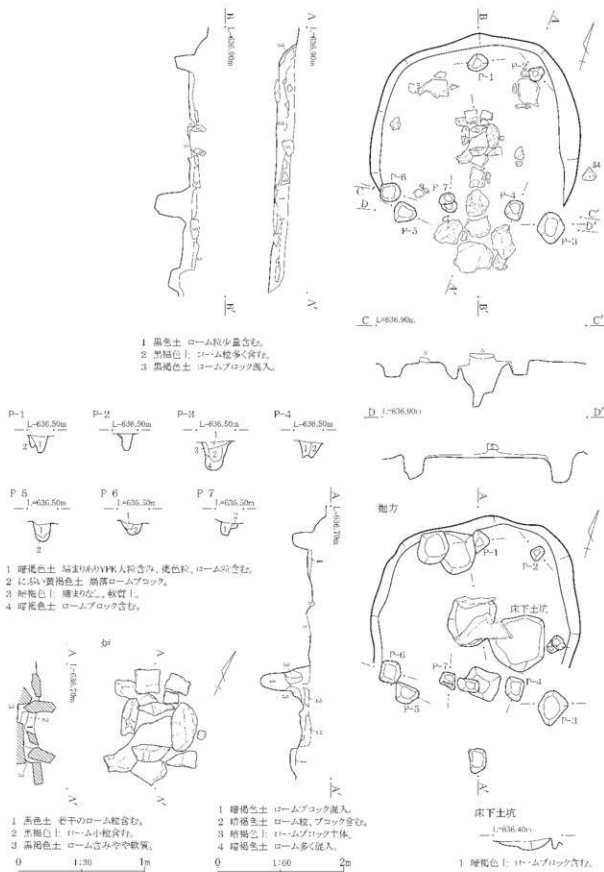 B
L=636.90m
B'
A
L=636.90m
A'
1 黒色土 ローム粒少量含む。
2 黒褐色土 ローム粒多く含む。
3 黒褐色土 ロームブロック混入。
B
A
P-1
P-2
P-6
P-7
P-4
P-5
P-3
C
D
C'
D'
A'
B'
C L=636.90m C'
D L=636.90m D'
P-1
L=636.50m
P-2
L=636.50m
P-3
L=636.50m
P-4
L=636.50m
P 5
L=636.50m
P 6
L=636.50m
P 7
L=636.50m
1 暗褐色土 締まりありYPK大粒含み、褐色粒、ローム粒含む。
2 にぶい黄褐色土 崩落ロームブロック。
3 暗褐色土 締まりなし、軟質土。
4 暗褐色土 ロームブロック含む。
炉
A
L=636.70m
A'
A
A'
1 黒色土 若干のローム粒含む。
2 黒褐色土 ローム小粒含む。
3 黒褐色土 ローム含みやや軟質。
0 1:30 1m
A
L=636.70m
A'
1 暗褐色土 ロームブロック混入。
2 暗褐色土 ローム粒、ブロック含む。
3 暗褐色土 ロームブロック主体。
4 暗褐色土 ローム多く混入。
0 1:60 2m
掘方
A
P-1
P-2
床下土坑
P-6
P-7
P-4
P-5
P-3
A'
床下土坑
L=636.40m
1 暗褐色土 ロームブロック含む。